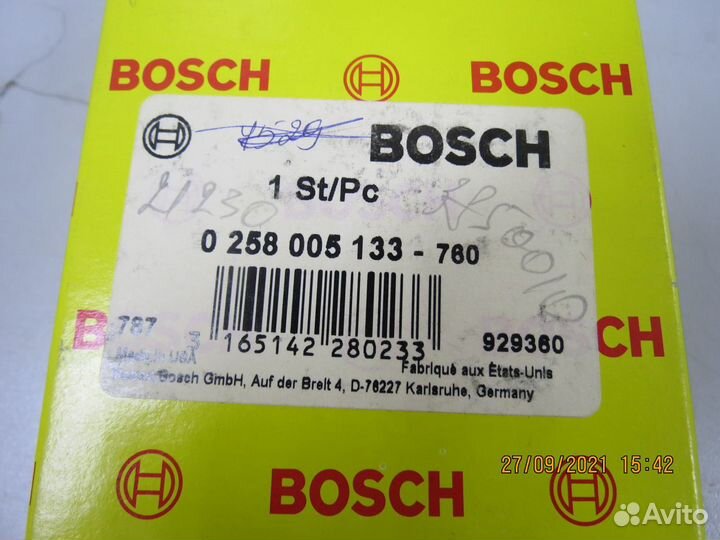 BOSCH BOSCH
BOSCH
1 St/Pc
21230
0 258 005 133 - 760
787
3 165142 280233
929360
Made in USA
Fabriqué aux États-Unis
Bosch GmbH, Auf der Breit 4, D-76227 Karlsruhe, Germany
27/09/2021 15:42
BOSCH
Avito